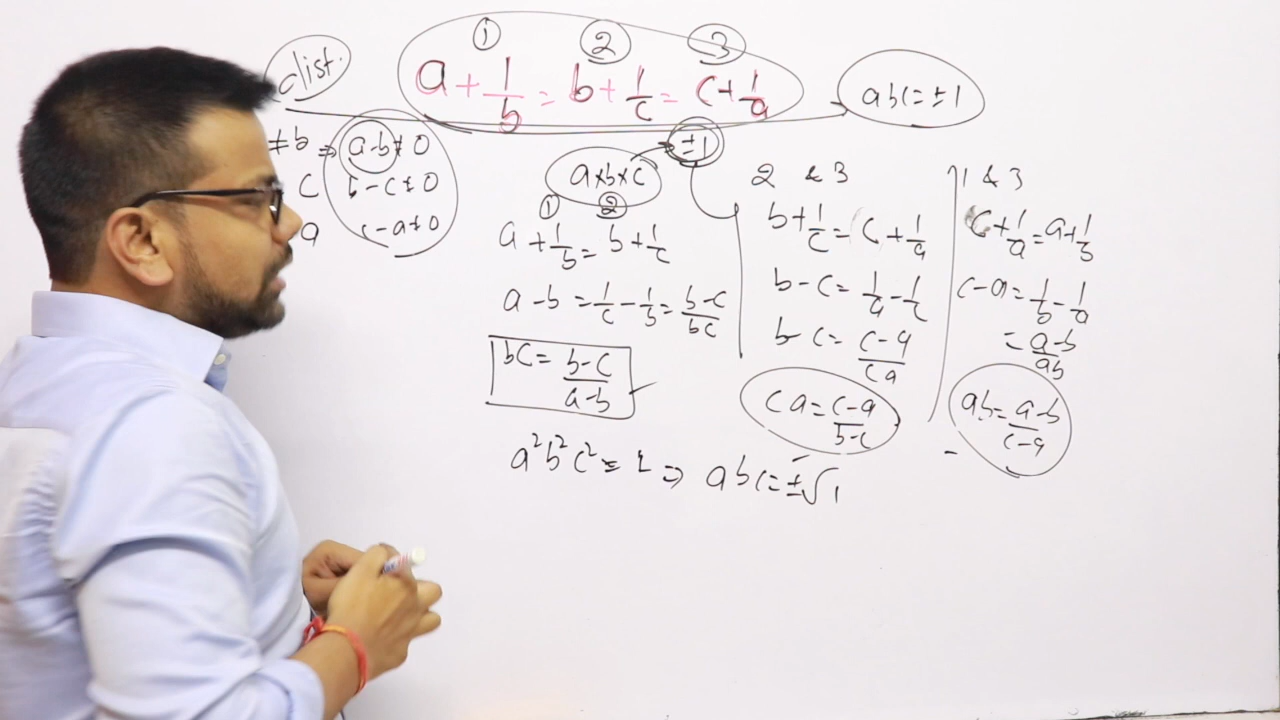 ① ② ③
dist.
a + 1/b = b + 1/c = c + 1/a
abc = ±1
≠ b ⇒ a-b ≠ 0
c b - c ≠ 0
a c - a ≠ 0
a×b×c → ±1
① ②
a + 1/b = b + 1/c
a - b = 1/c - 1/b = b-c/bc
bc = b-c/a-b
2 & 3
b + 1/c = c + 1/a
b - c = 1/a - 1/c
b c = c-a/ca
ca = c-a/b-c
1 & 3
c + 1/a = a + 1/b
c - a = 1/b - 1/a
= a-b/ab
ab = a-b/c-a
a²b²c² = 1 ⇒ abc = ±√1